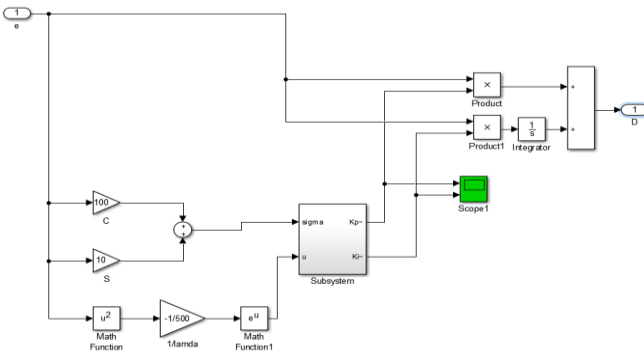 1
e
×
Product
×
Product1
1
s
Integrator
+
+
1
D
100
C
+
+
10
S
sigma
u
Kp~
Ki~
Subsystem
Scope1
u²
Math
Function
-1/500
1/lamda
eᵘ
Math
Function1